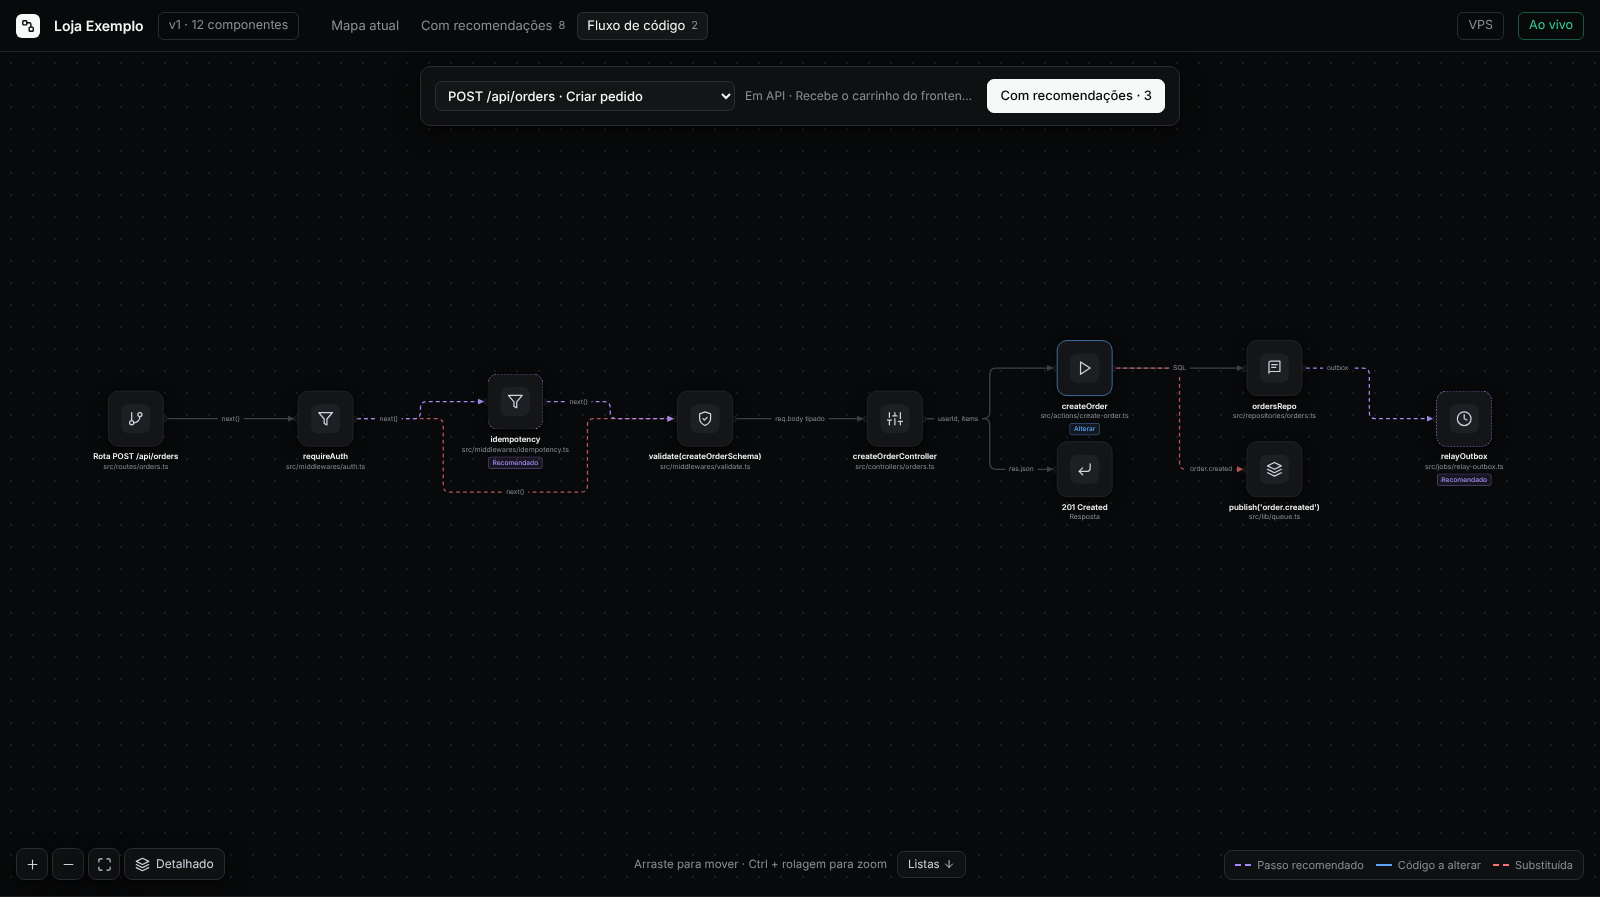 Loja Exemplo
v1 · 12 componentes
Mapa atual
Com recomendações 8
Fluxo de código 2
VPS
Ao vivo
POST /api/orders · Criar pedido
Em API · Recebe o carrinho do fronten...
Com recomendações · 3
next()
next()
next()
next()
req.body tipado
userId, items
res.json
SQL
order.created
outbox
Rota POST /api/orders
src/routes/orders.ts
requireAuth
src/middlewares/auth.ts
idempotency
src/middlewares/idempotency.ts
Recomendado
validate(createOrderSchema)
src/middlewares/validate.ts
createOrderController
src/controllers/orders.ts
createOrder
src/actions/create-order.ts
Alterar
201 Created
Resposta
ordersRepo
src/repositories/orders.ts
publish('order.created')
src/lib/queue.ts
relayOutbox
src/jobs/relay-outbox.ts
Recomendado
Detalhado
Arraste para mover · Ctrl + rolagem para zoom
Listas ↓
Passo recomendado
Código a alterar
Substituída